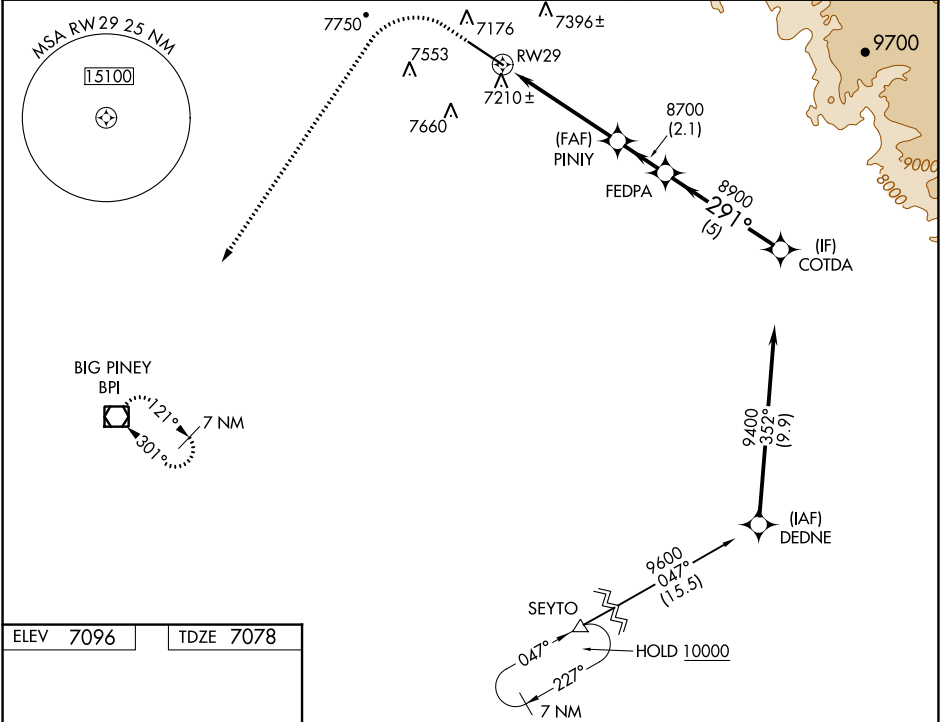 MSA RW29 25 NM
15100
7750
7176
7396±
7553
RW29
7210±
7660
9700
9000
8000
8700
(2.1)
(FAF)
PINIY
FEDPA
8900
291°
(5)
(IF)
COTDA
BIG PINEY
BPI
121°
301°
7 NM
9400
352°
(9.9)
(IAF)
DEDNE
9600
047°
(15.5)
SEYTO
HOLD 10000
047°
227°
7 NM
ELEV 7096
TDZE 7078